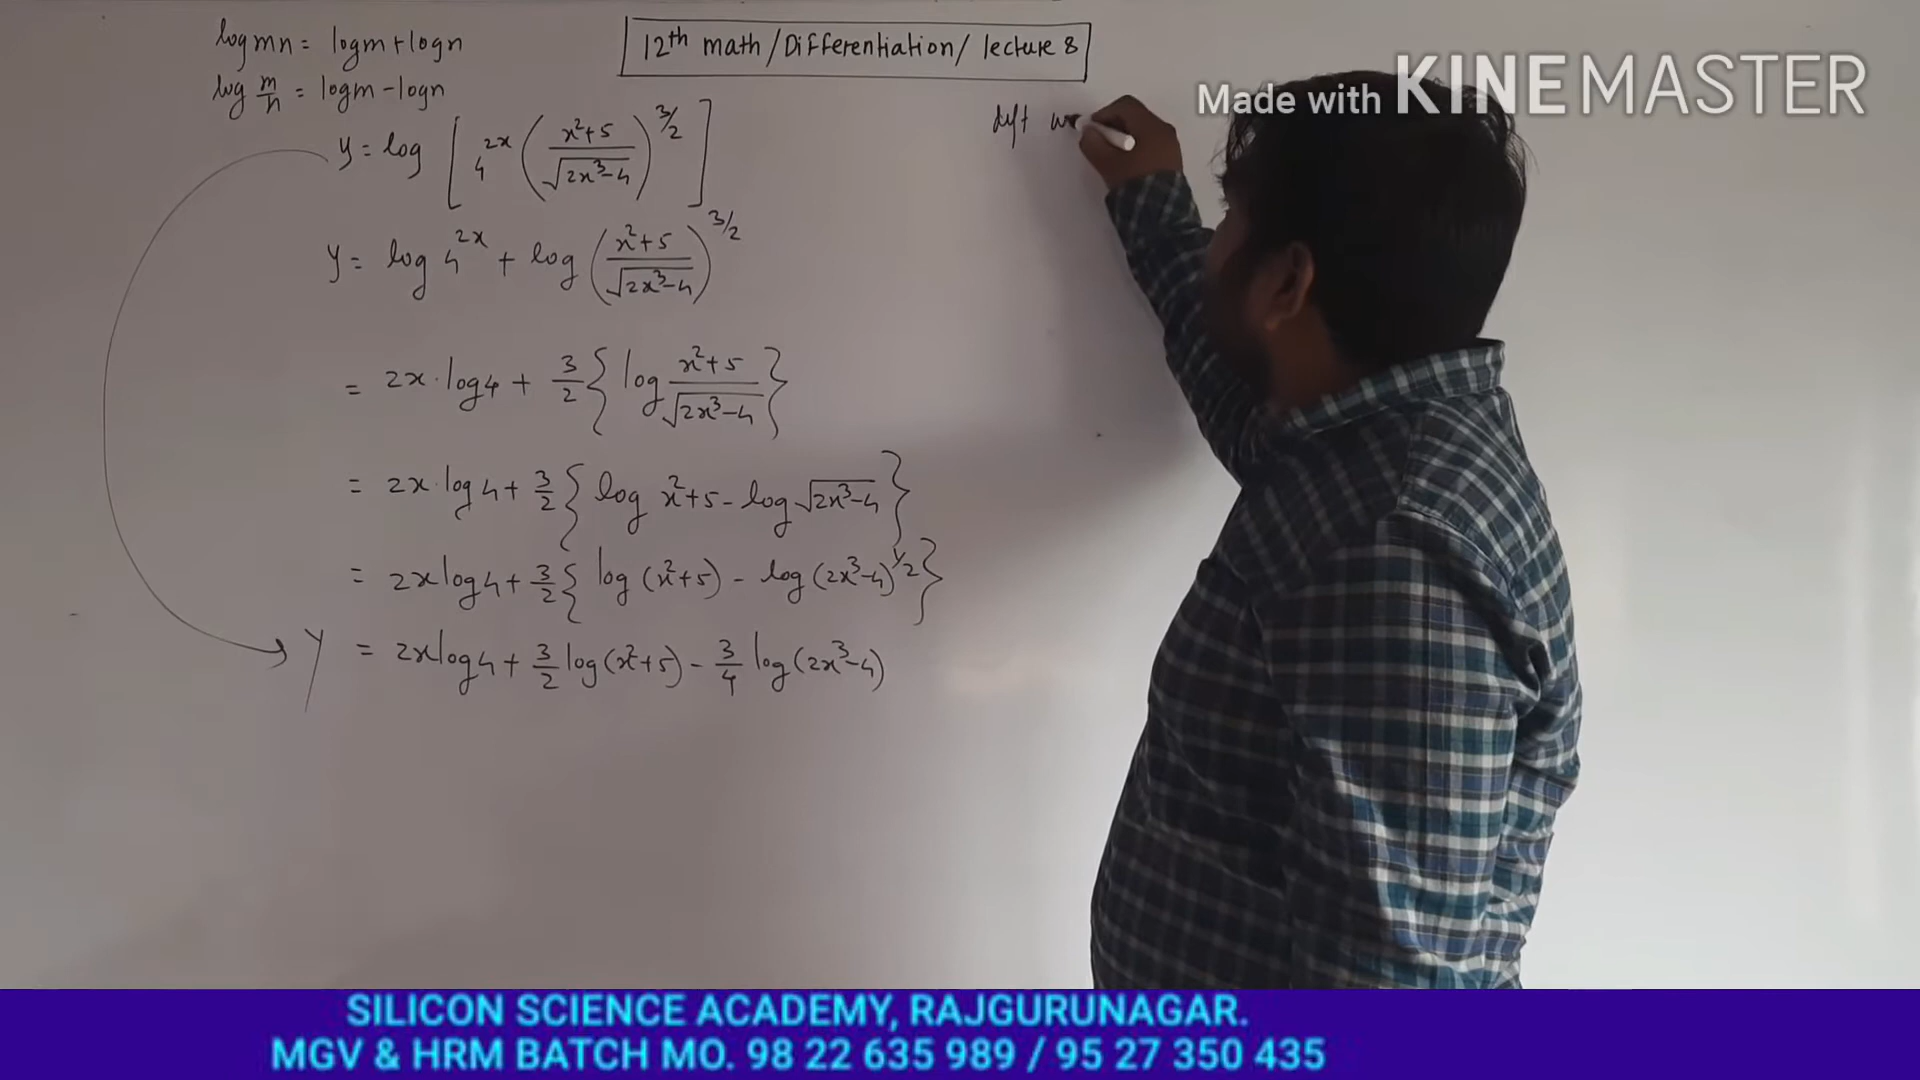 log mn = logm + logn
log m/n = logm - logn
12th math / Differentiation / lecture 8
Made with KINEMASTER
y = log [ 4^2x ( x²+5 / √2x³-4 )^3/2 ]
y = log 4^2x + log ( x²+5 / √2x³-4 )^3/2
= 2x · log4 + 3/2 { log x²+5 / √2x³-4 }
= 2x · log4 + 3/2 { log x²+5 - log √2x³-4 }
= 2x log4 + 3/2 { log (x²+5) - log (2x³-4)^1/2 }
y = 2x log4 + 3/2 log (x²+5) - 3/4 log (2x³-4)
diff
SILICON SCIENCE ACADEMY, RAJGURUNAGAR.
MGV & HRM BATCH MO. 98 22 635 989 / 95 27 350 435